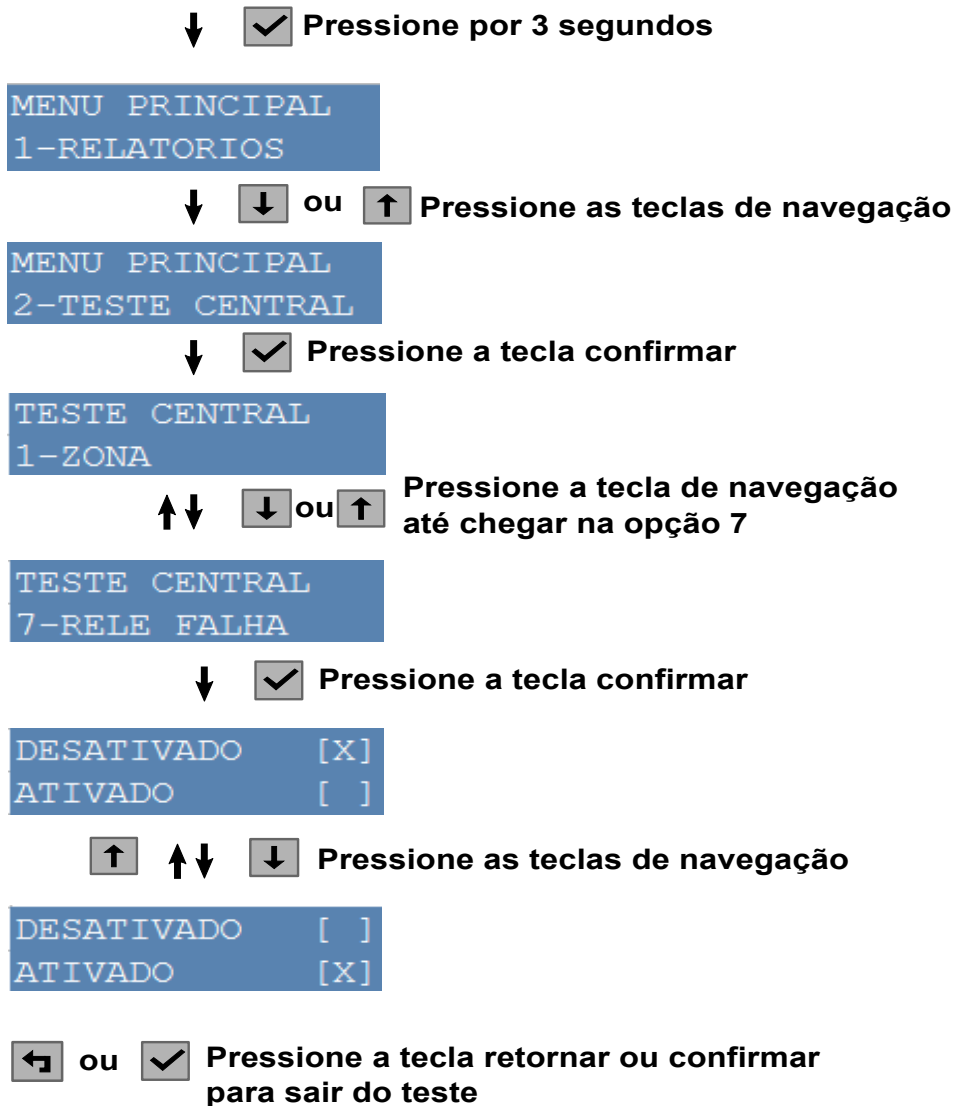 Pressione por 3 segundos
MENU PRINCIPAL
1-RELATORIOS
ou Pressione as teclas de navegação
MENU PRINCIPAL
2-TESTE CENTRAL
Pressione a tecla confirmar
TESTE CENTRAL
1-ZONA
ou Pressione a tecla de navegação
até chegar na opção 7
TESTE CENTRAL
7-RELE FALHA
Pressione a tecla confirmar
DESATIVADO [X]
ATIVADO [ ]
Pressione as teclas de navegação
DESATIVADO [ ]
ATIVADO [X]
ou Pressione a tecla retornar ou confirmar
para sair do teste